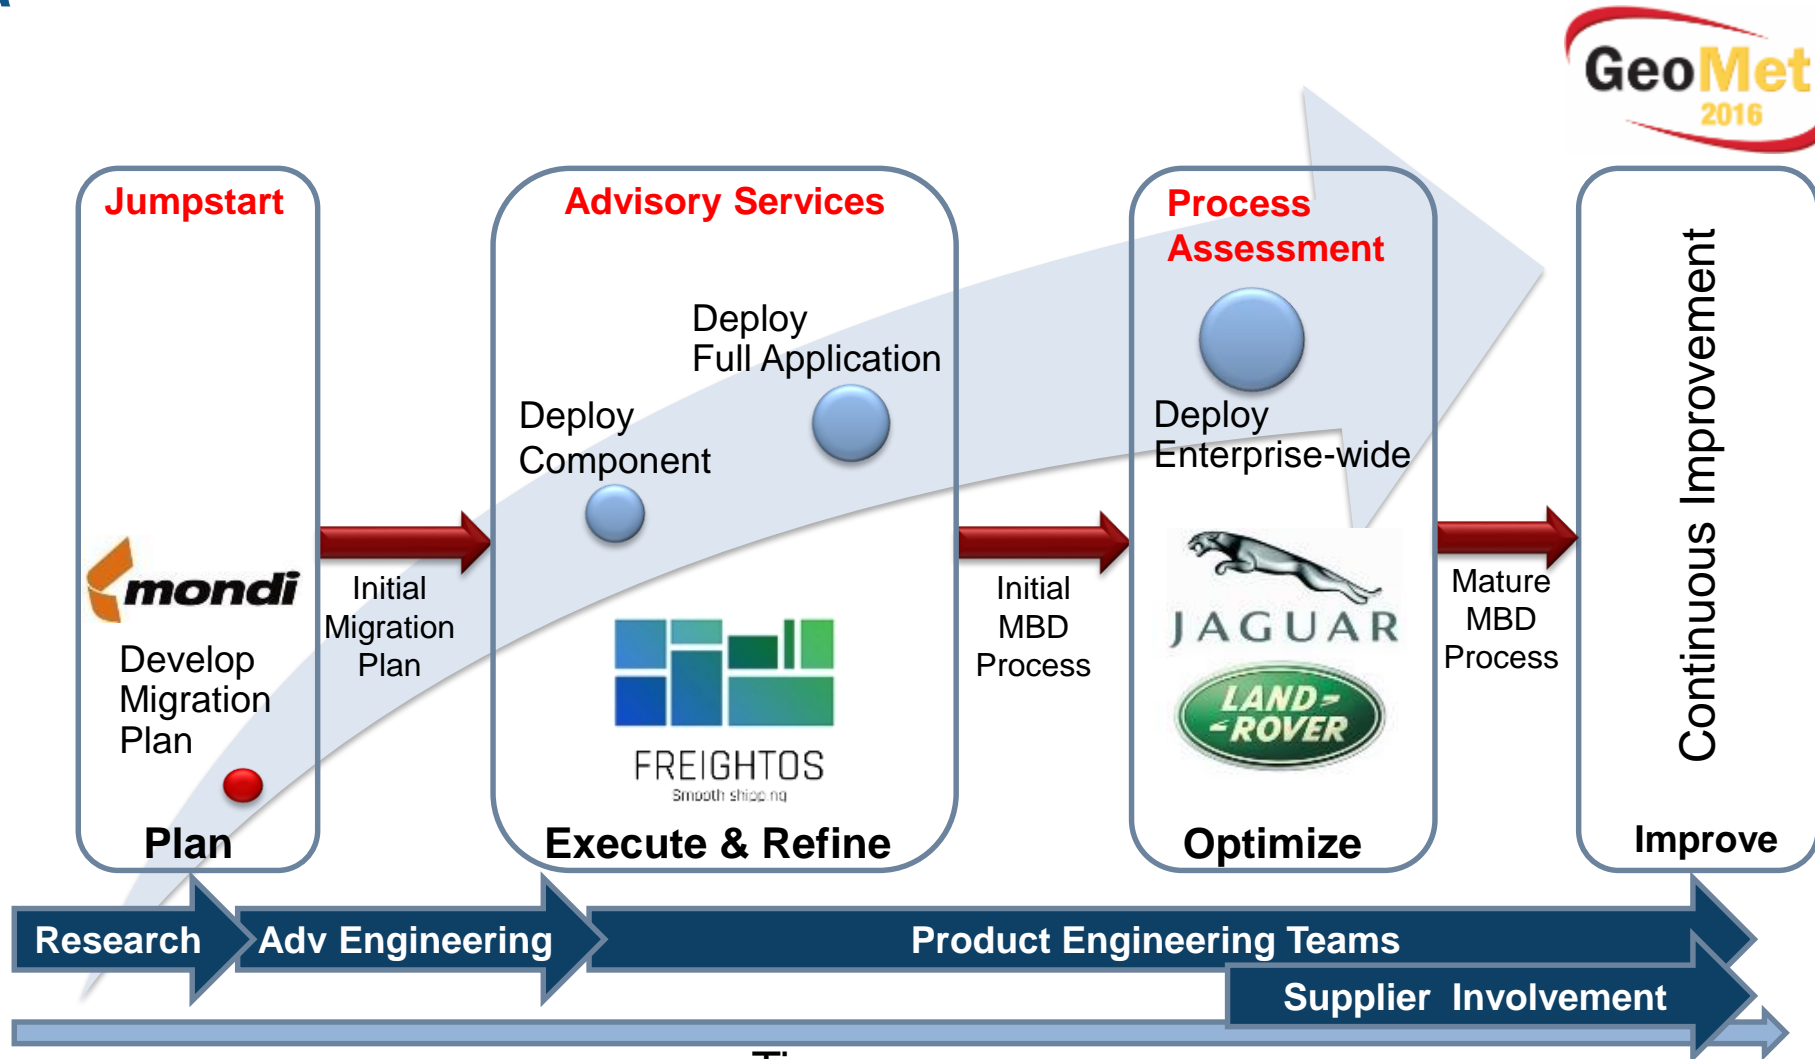 GeoMet
2016
Jumpstart
mondi
Develop
Migration
Plan
Plan
Initial
Migration
Plan
Advisory Services
Deploy
Full Application
Deploy
Component
FREIGHTOS
Smooth shipping
Execute & Refine
Initial
MBD
Process
Process
Assessment
Deploy
Enterprise-wide
JAGUAR
LAND-
-ROVER
Optimize
Mature
MBD
Process
Continuous Improvement
Improve
Research
Adv Engineering
Product Engineering Teams
Supplier Involvement